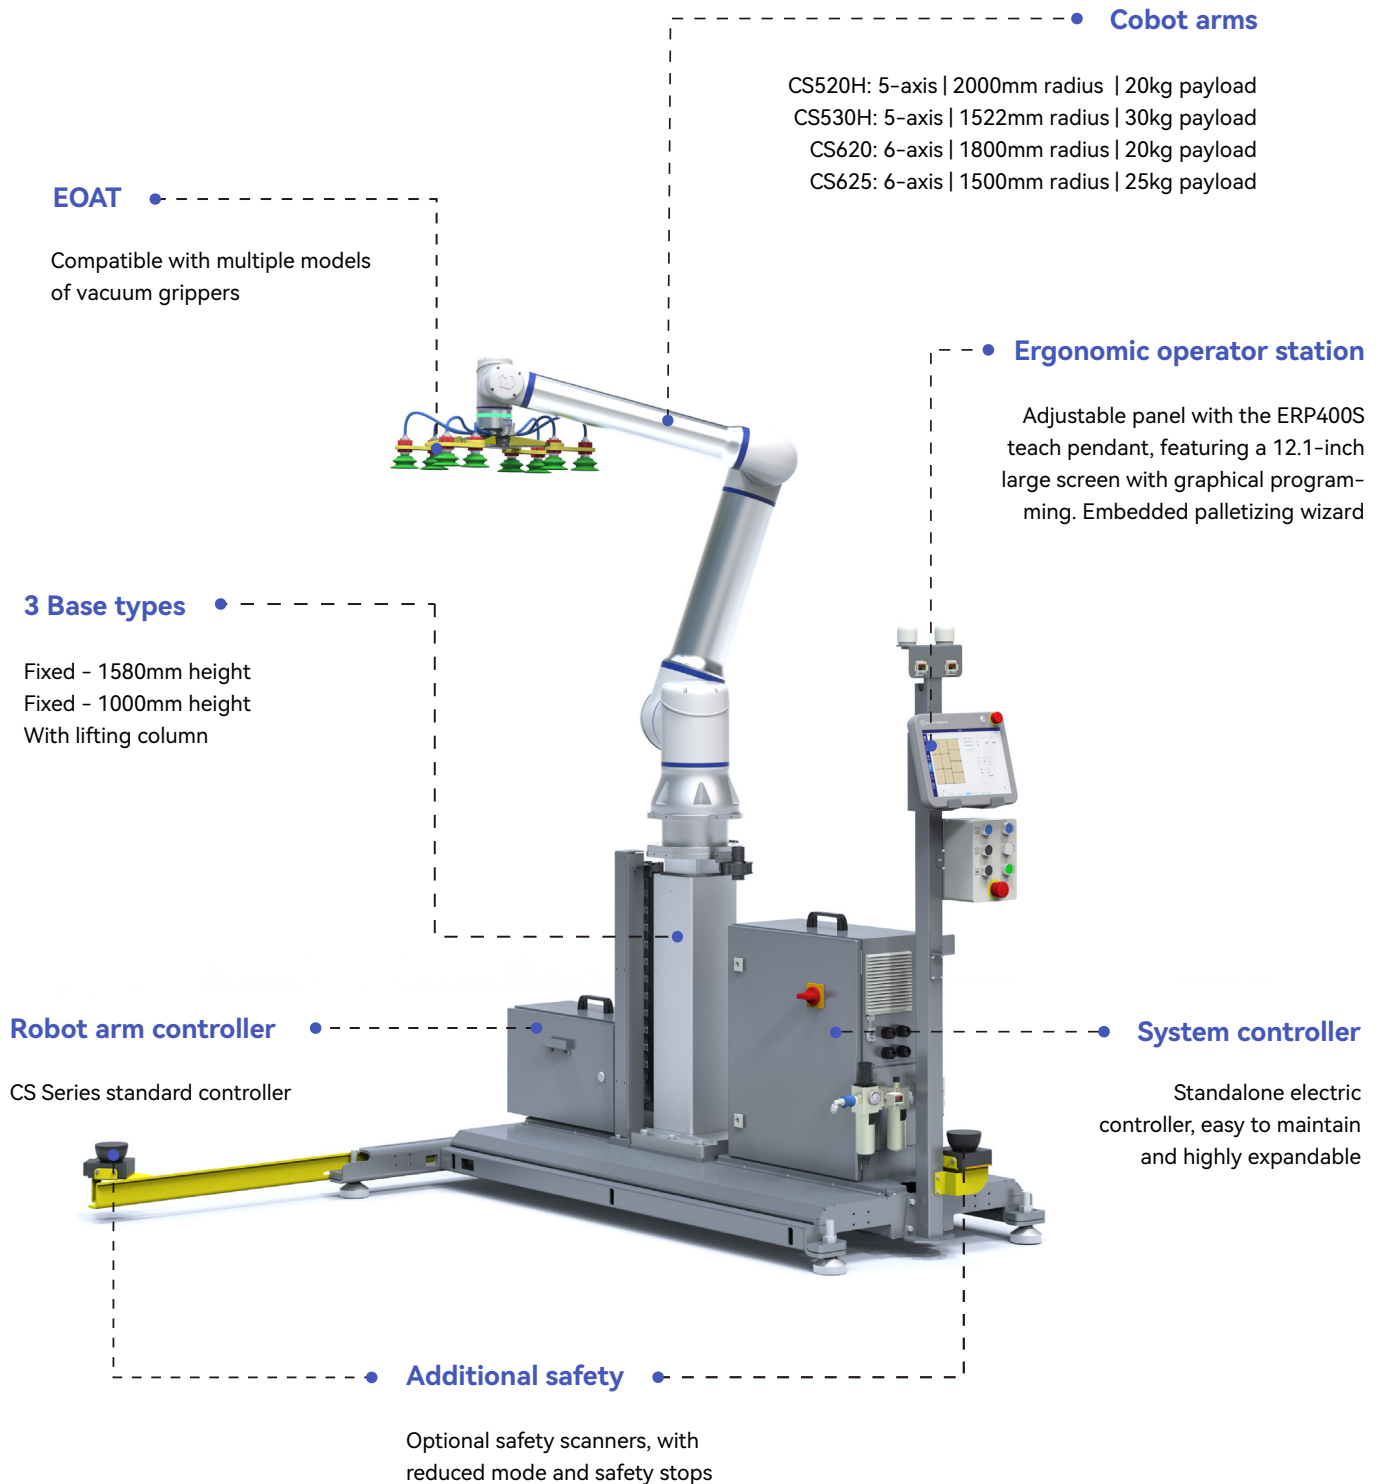 Cobot arms
CS520H: 5-axis | 2000mm radius | 20kg payload
CS530H: 5-axis | 1522mm radius | 30kg payload
CS620: 6-axis | 1800mm radius | 20kg payload
CS625: 6-axis | 1500mm radius | 25kg payload
EOAT
Compatible with multiple models
of vacuum grippers
Ergonomic operator station
Adjustable panel with the ERP400S
teach pendant, featuring a 12.1-inch
large screen with graphical program-
ming. Embedded palletizing wizard
3 Base types
Fixed - 1580mm height
Fixed - 1000mm height
With lifting column
Robot arm controller
CS Series standard controller
System controller
Standalone electric
controller, easy to maintain
and highly expandable
Additional safety
Optional safety scanners, with
reduced mode and safety stops